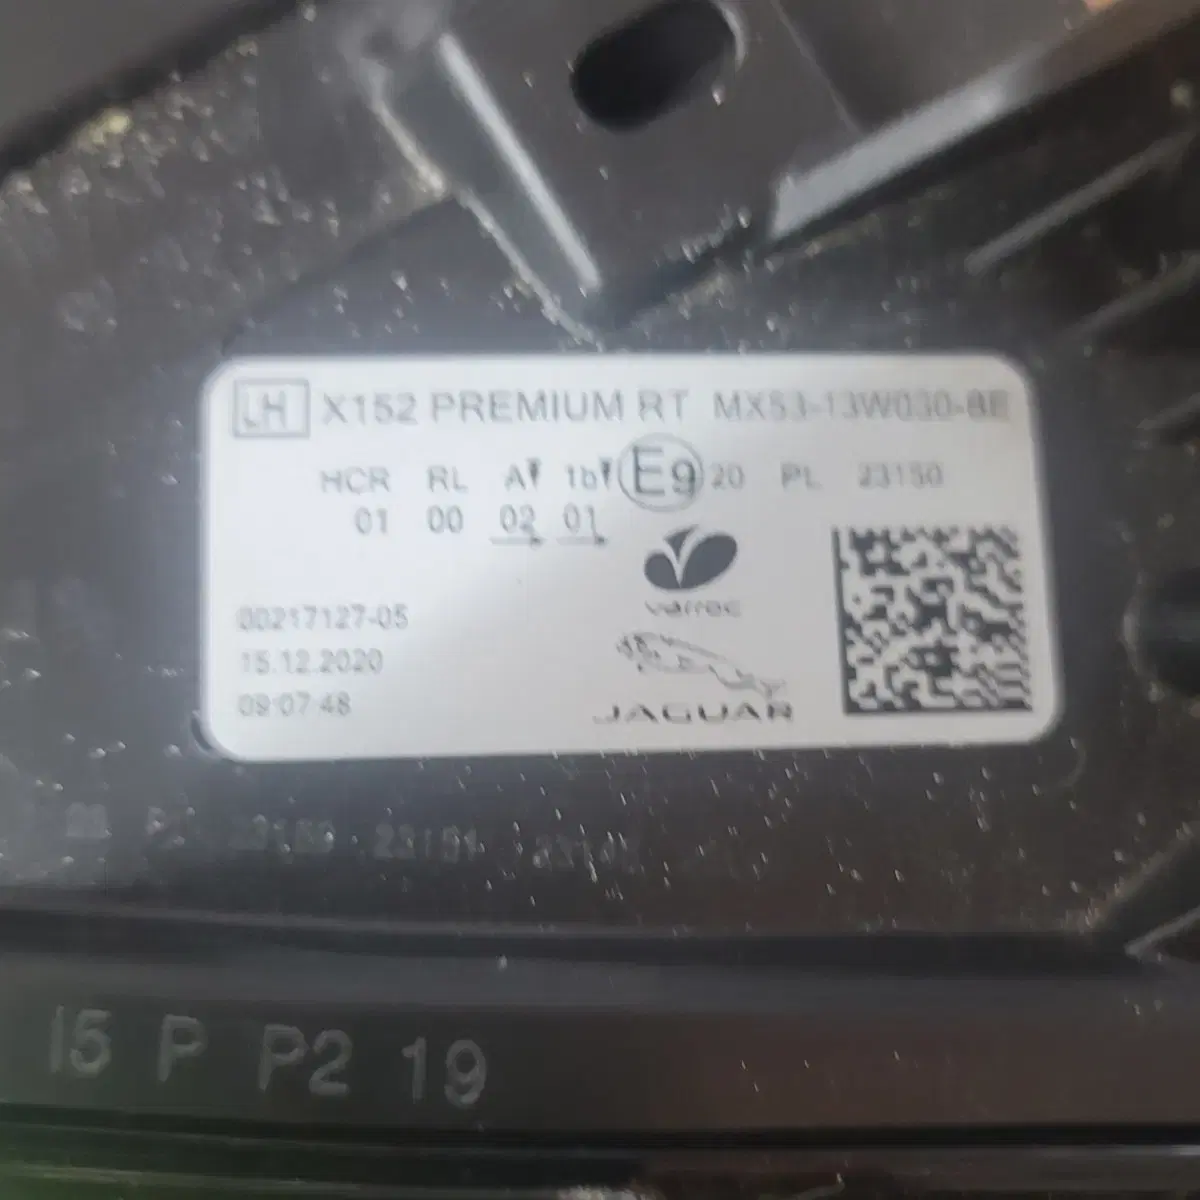 LH X152 PREMIUM RT MX53-13W030-BE
HCR RL A 1b E9 20 PL 23150
01 00 02 01
varroc
00217127-05
15.12.2020
JAGUAR
09:07:48
23151
15 P P2 19